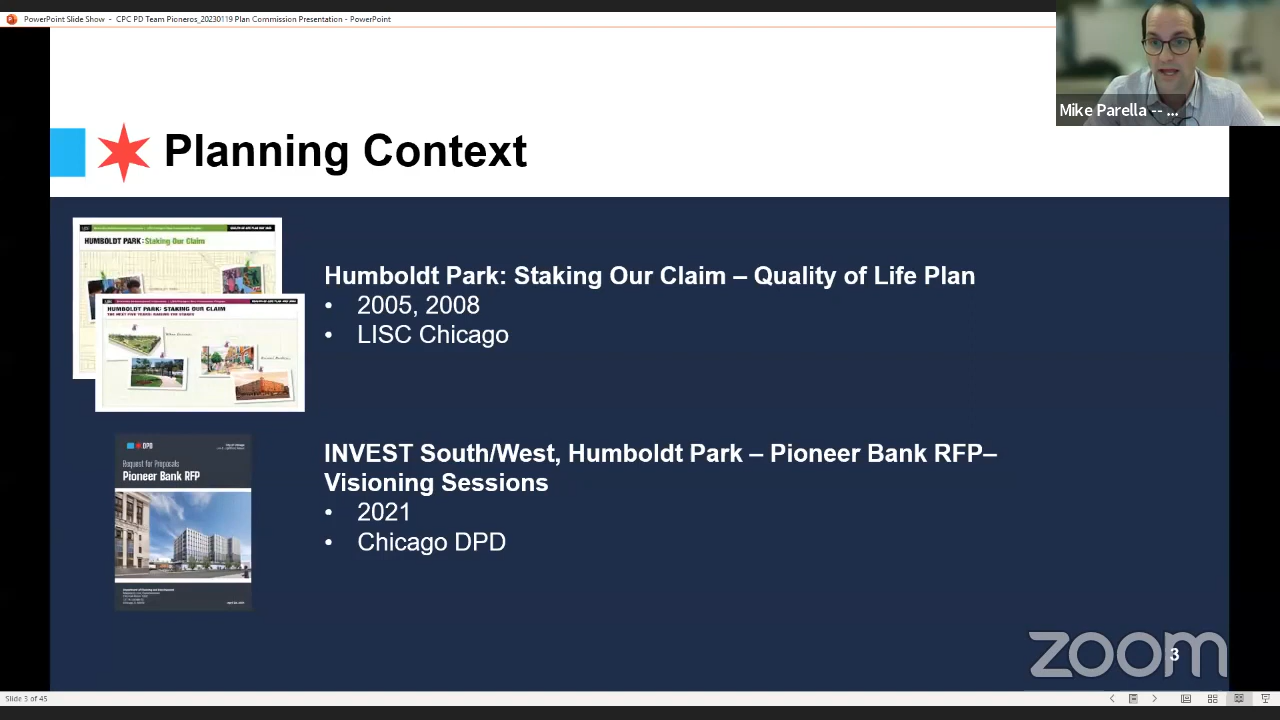 PowerPoint Slide Show - CPC PD Team Pioneros_20230119 Plan Commission Presentation - PowerPoint
Mike Parella -- ...
Planning Context
HUMBOLDT PARK: Staking Our Claim
HUMBOLDT PARK: STAKING OUR CLAIM
Humboldt Park: Staking Our Claim – Quality of Life Plan
• 2005, 2008
• LISC Chicago
DPD
Request for Proposals
Pioneer Bank RFP
INVEST South/West, Humboldt Park – Pioneer Bank RFP–
Visioning Sessions
• 2021
• Chicago DPD
zoom
3
Slide 3 of 45